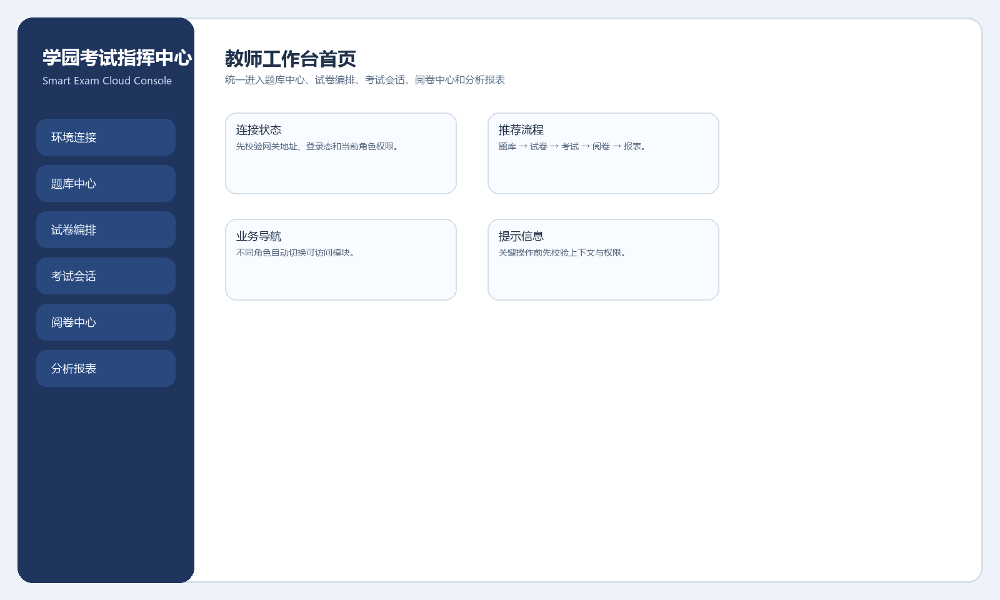 学园考试指挥中心
Smart Exam Cloud Console
环境连接
题库中心
试卷编排
考试会话
阅卷中心
分析报表
教师工作台首页
统一进入题库中心、试卷编排、考试会话、阅卷中心和分析报表
连接状态
先校验网关地址、登录态和当前角色权限。
推荐流程
题库 → 试卷 → 考试 → 阅卷 → 报表。
业务导航
不同角色自动切换可访问模块。
提示信息
关键操作前先校验上下文与权限。